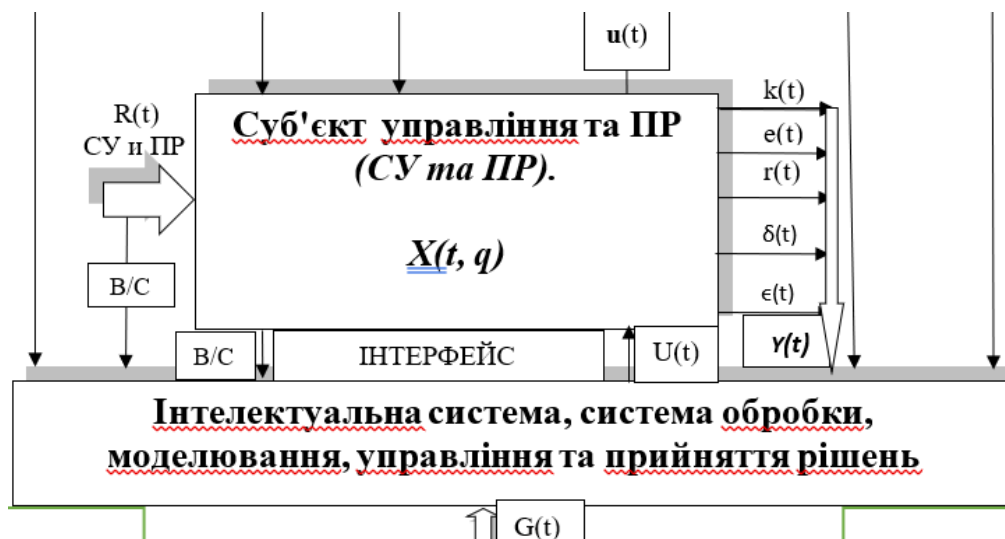 u(t)
R(t)
СУ и ПР
Суб'єкт управління та ПР
(СУ та ПР).
X(t, q)
k(t)
e(t)
r(t)
δ(t)
ϵ(t)
В/С
В/С
ІНТЕРФЕЙС
U(t)
Y(t)
Інтелектуальна система, система обробки,
моделювання, управління та прийняття рішень
G(t)